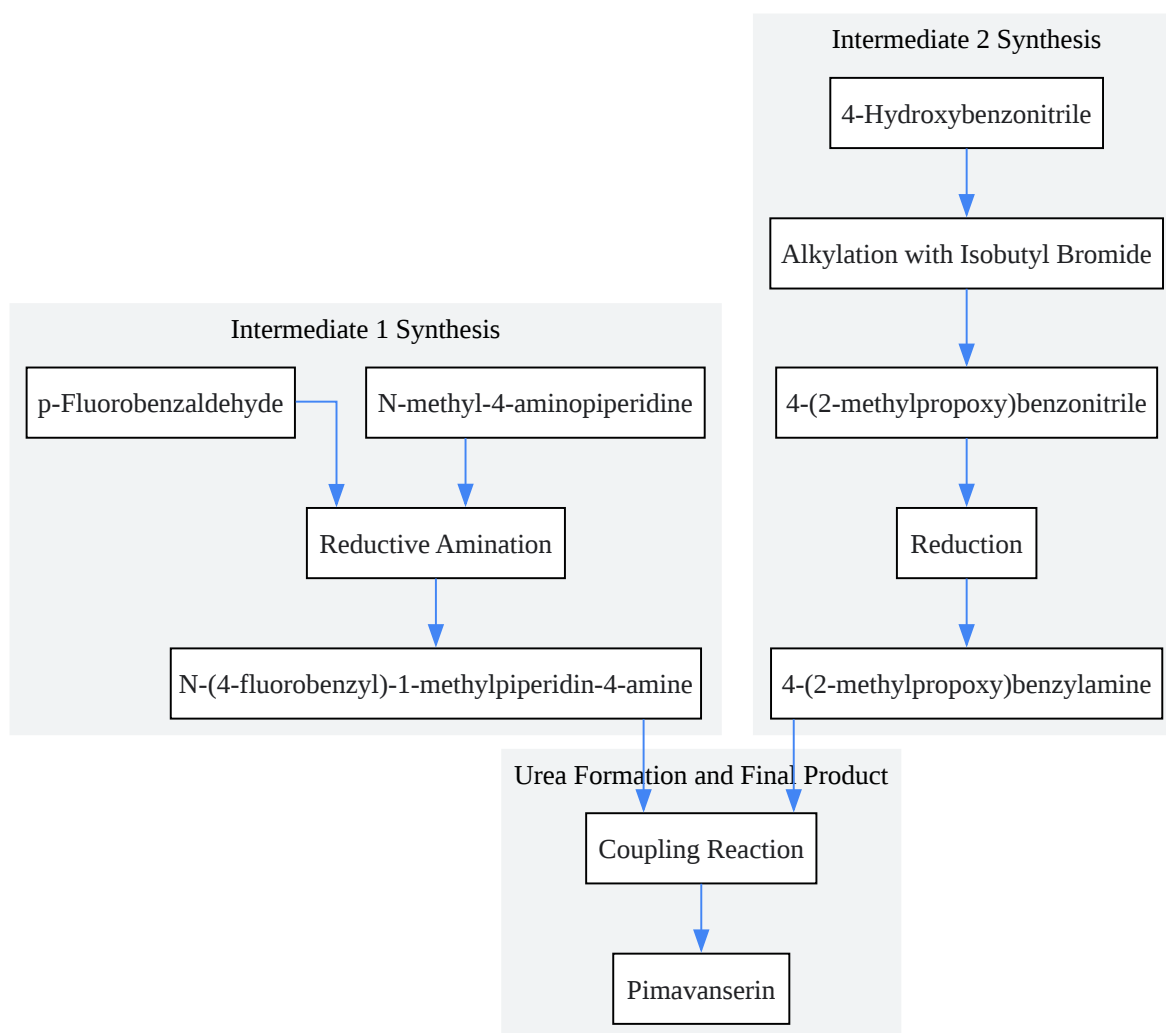 Intermediate 2 Synthesis
4-Hydroxybenzonitrile
Alkylation with Isobutyl Bromide
Intermediate 1 Synthesis
p-Fluorobenzaldehyde
N-methyl-4-aminopiperidine
4-(2-methylpropoxy)benzonitrile
Reductive Amination
Reduction
N-(4-fluorobenzyl)-1-methylpiperidin-4-amine
4-(2-methylpropoxy)benzylamine
Urea Formation and Final Product
Coupling Reaction
Pimavanserin